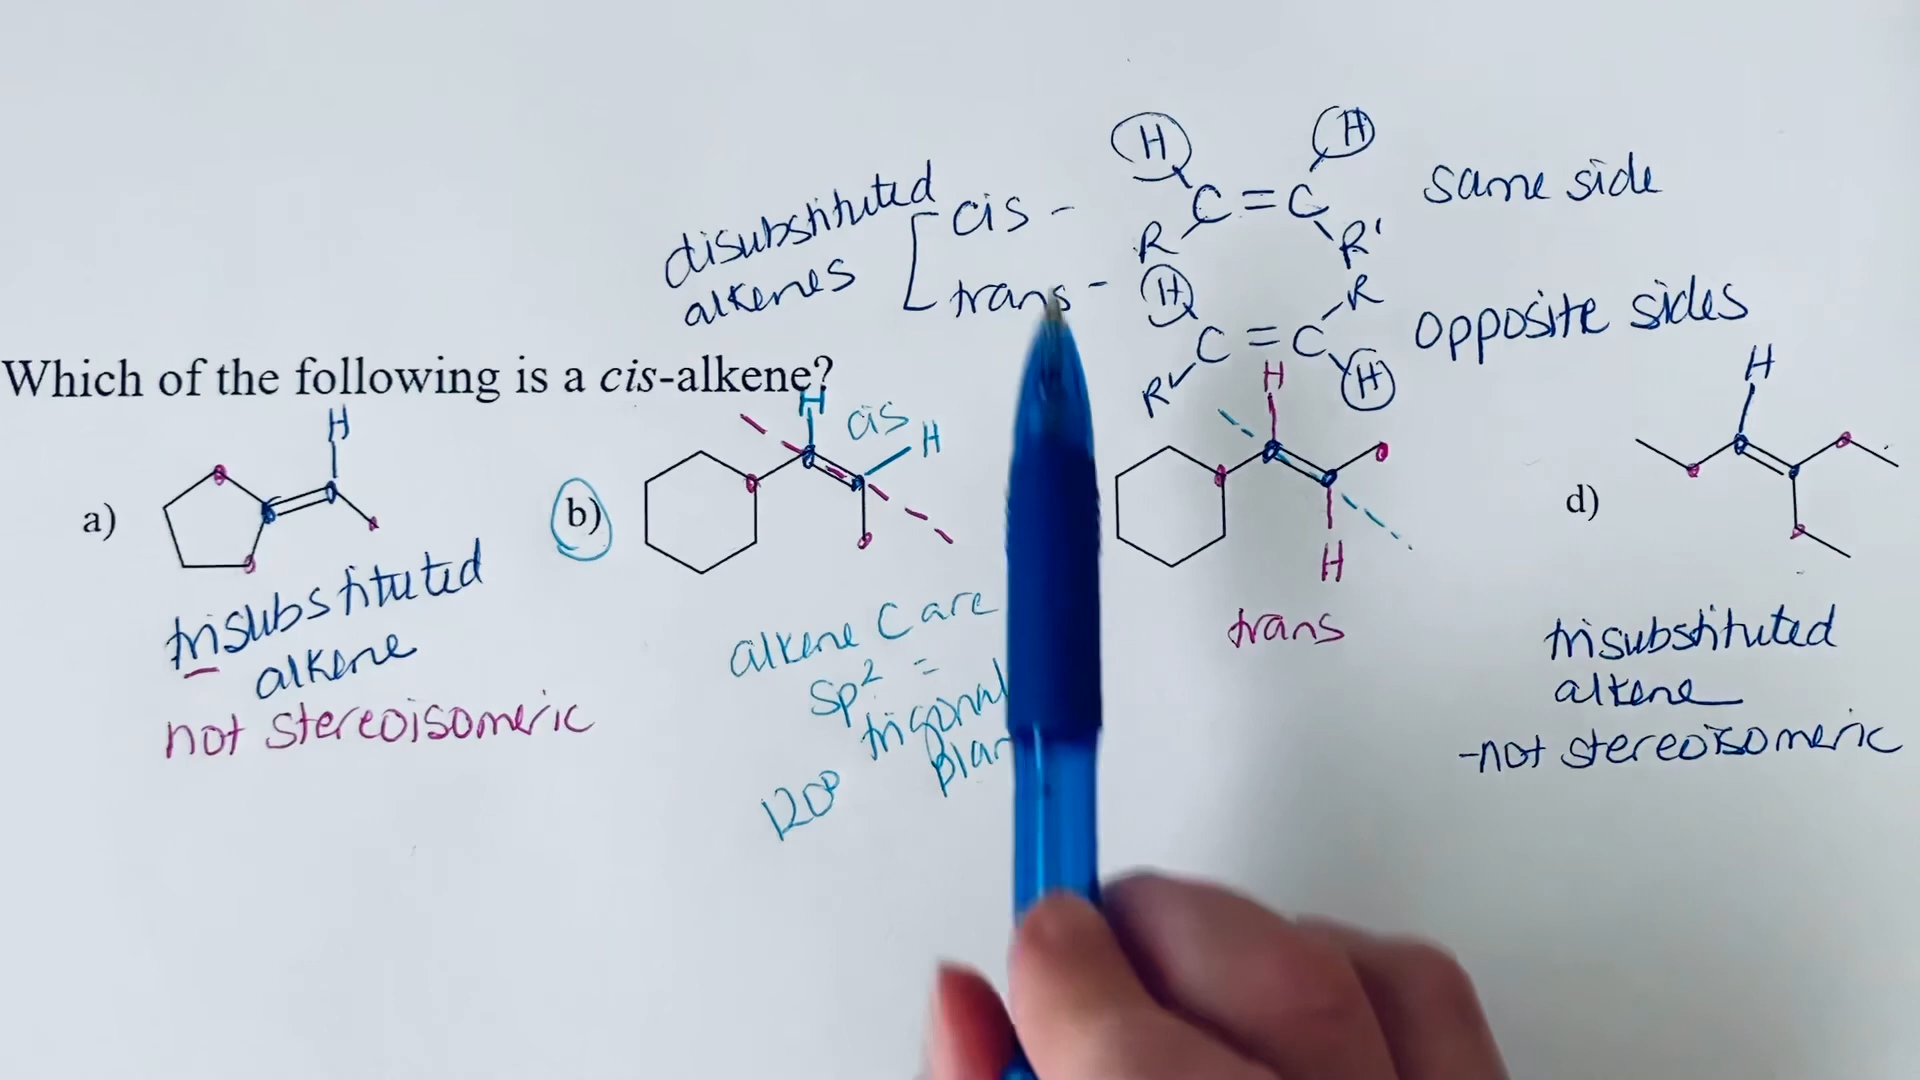 H H
disubstituted
alkenes
cis -
C = C
same side
R R'
trans -
H R
C = C
opposite sides
R H
Which of the following is a cis-alkene?
H
H
cis
H
H
H
a)
b)
d)
H
trisubstituted
alkene
not stereoisomeric
alkene C are
sp² =
trigonal
120°
trans
trisubstituted
alkene
-not stereoisomeric